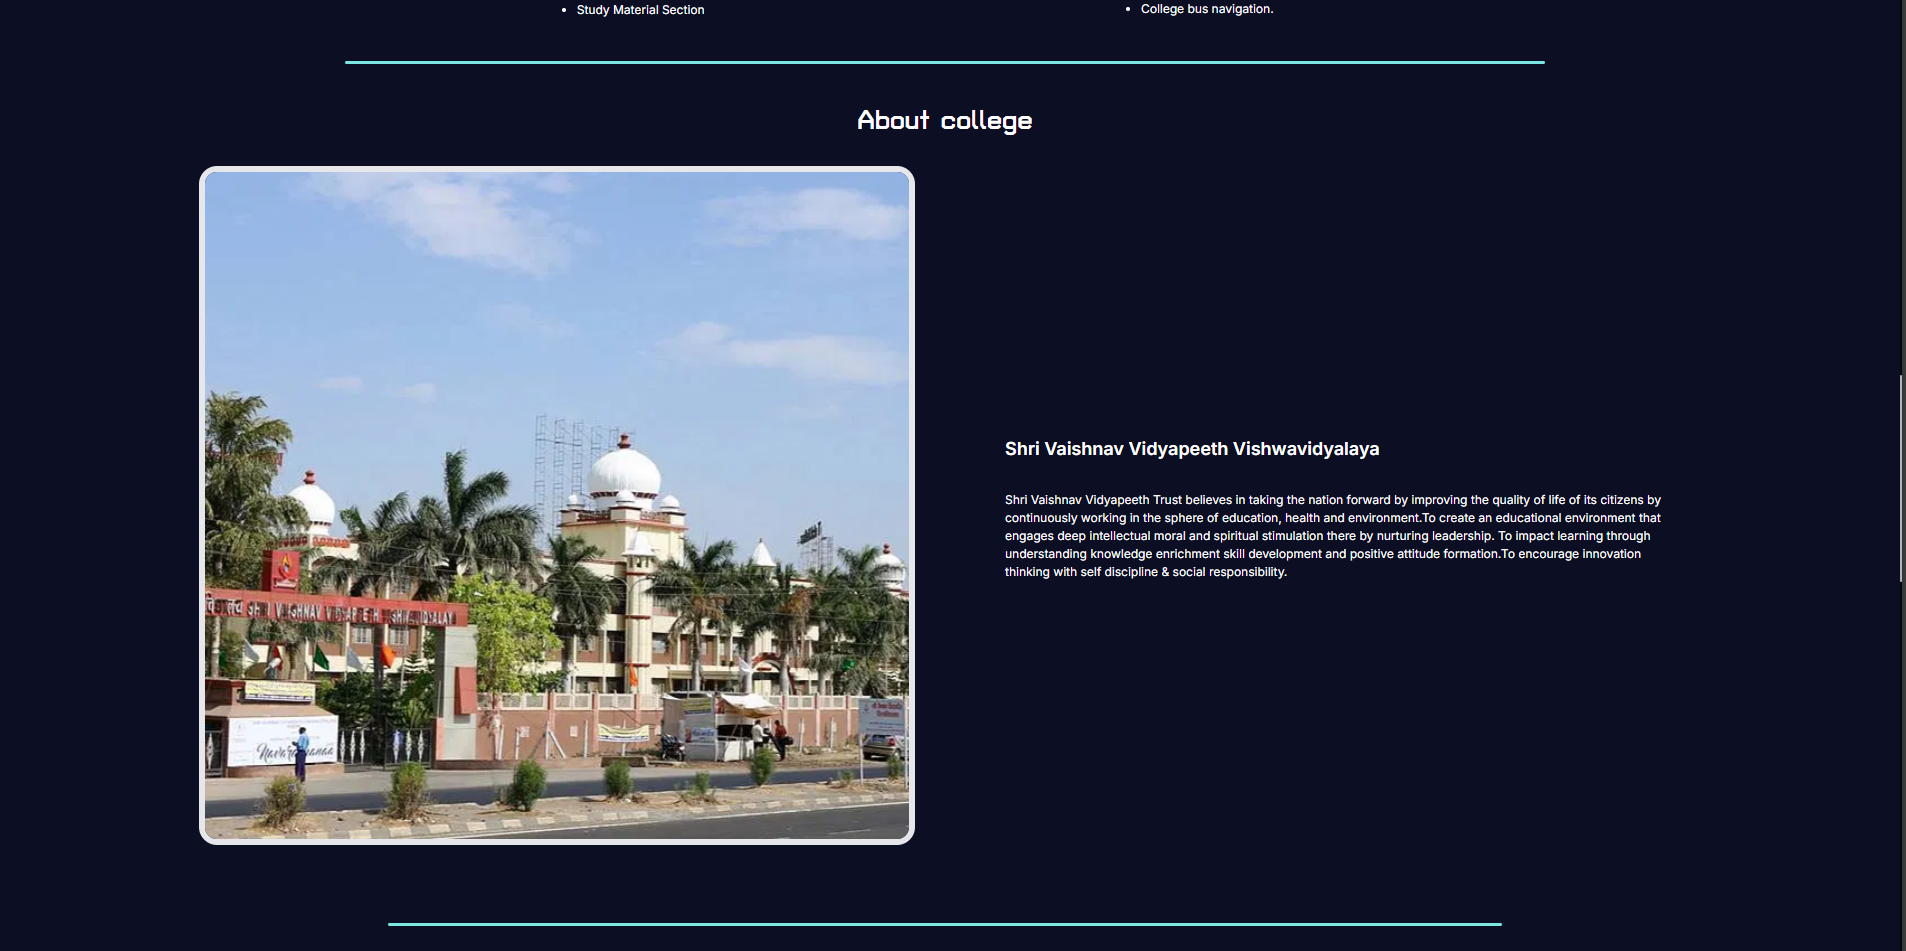 Study Material Section
College bus navigation.
About college
SHRI VAISHNAV VIDYAPEETH VISHWAVIDYALAY
Shri Vaishnav Vidyapeeth Vishwavidyalaya
Shri Vaishnav Vidyapeeth Trust believes in taking the nation forward by improving the quality of life of its citizens by
continuously working in the sphere of education, health and environment.To create an educational environment that
engages deep intellectual moral and spiritual stimulation there by nurturing leadership. To impact learning through
understanding knowledge enrichment skill development and positive attitude formation.To encourage innovation
thinking with self discipline & social responsibility.